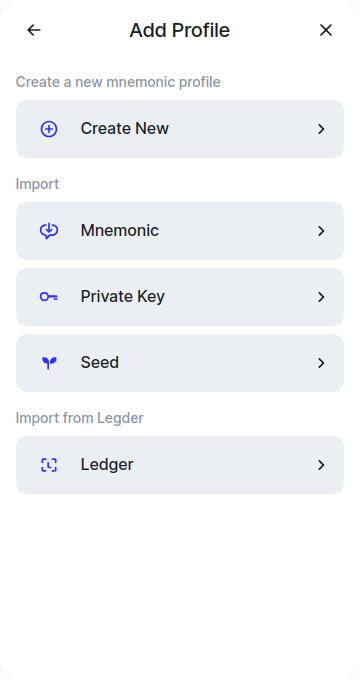 Add Profile
Create a new mnemonic profile
Create New
Import
Mnemonic
Private Key
Seed
Import from Legder
Ledger